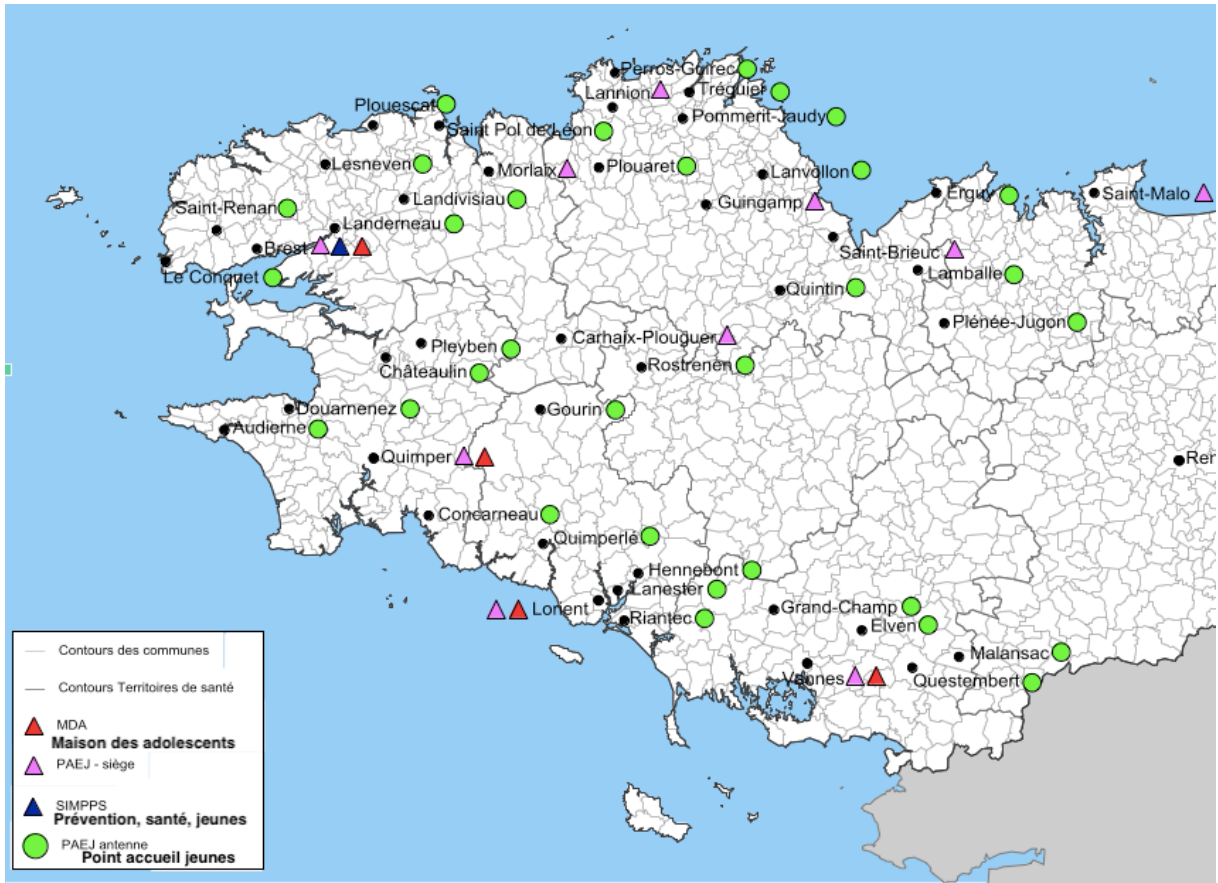 Perros-Guirec
Lannion
Tréguier
Plouescat
Pommerit-Jaudy
Saint Pol de Léon
Lesneven
Morlaix
Plouaret
Lanvollon
Landivisiau
Guingamp
Erguy
Saint-Malo
Saint-Renan
Landerneau
Brest
Saint-Brieuc
Le Conquet
Lamballe
Quintin
Plénée-Jugon
Pleyben
Carhaix-Plouguer
Châteaulin
Rostrenen
Douarnenez
Gourin
Audierne
Quimper
Ren
Concarneau
Quimperlé
Hennebont
Lanester
Lorient
Grand-Champ
Riantec
Elven
Malansac
Vannes
Questembert
Contours des communes
Contours Territoires de santé
MDA
Maison des adolescents
PAEJ - siège
SIMPPS
Prévention, santé, jeunes
PAEJ antenne
Point accueil jeunes